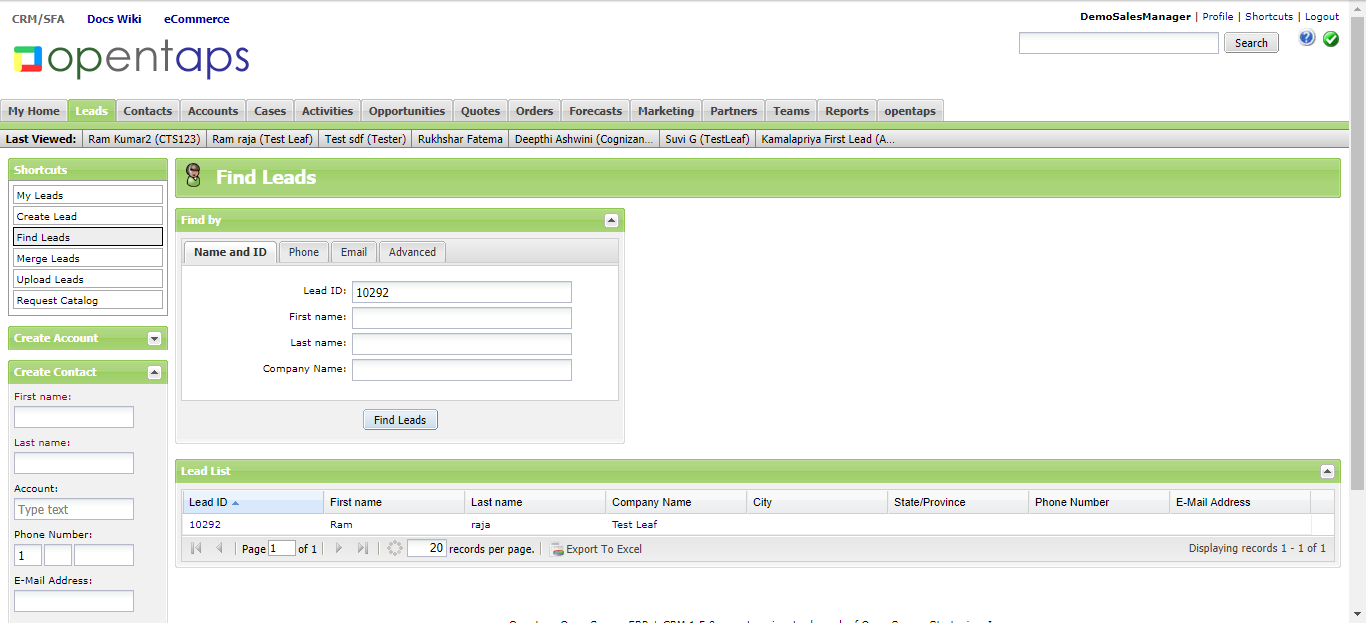 CRM/SFA Docs Wiki eCommerce
DemoSalesManager | Profile | Shortcuts | Logout
opentaps
Search
My Home Leads Contacts Accounts Cases Activities Opportunities Quotes Orders Forecasts Marketing Partners Teams Reports opentaps
Last Viewed: Ram Kumar2 (CTS123) Ram raja (Test Leaf) Test sdf (Tester) Rukhshar Fatema Deepthi Ashwini (Cognizan... Suvi G (TestLeaf) Kamalapriya First Lead (A...
Shortcuts
My Leads
Create Lead
Find Leads
Merge Leads
Upload Leads
Request Catalog
Create Account
Create Contact
First name:
Last name:
Account:
Type text
Phone Number:
1
E-Mail Address:
Find Leads
Find by
Name and ID Phone Email Advanced
Lead ID: 10292
First name:
Last name:
Company Name:
Find Leads
Lead List
Lead ID First name Last name Company Name City State/Province Phone Number E-Mail Address
10292 Ram raja Test Leaf
Page 1 of 1 20 records per page. Export To Excel Displaying records 1 - 1 of 1